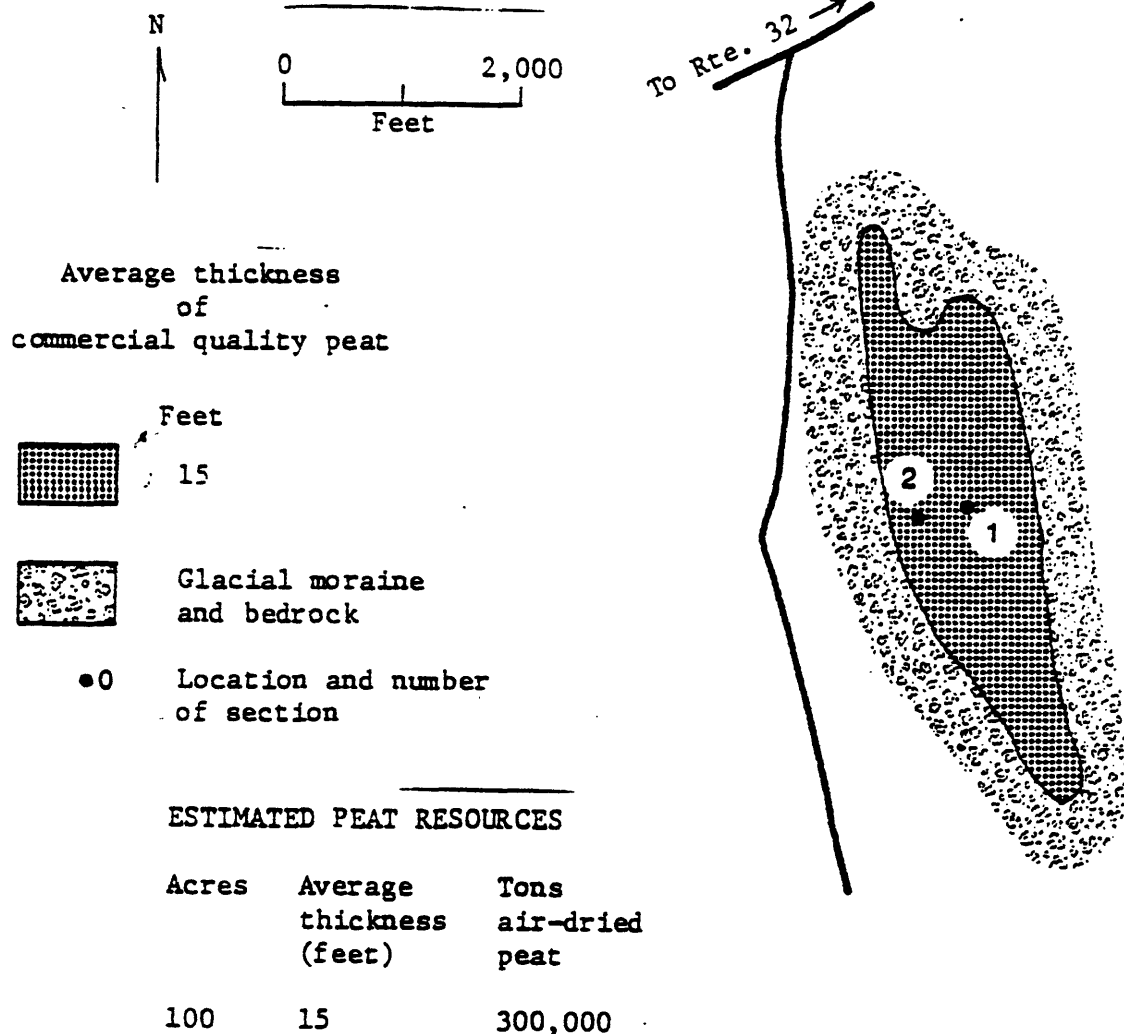 N
0 2,000
Feet
To Rte. 32
Average thickness
of
commercial quality peat
Feet
15
Glacial moraine
and bedrock
0 Location and number
of section
2
1
ESTIMATED PEAT RESOURCES
Acres Average Tons
thickness air-dried
(feet) peat
100 15 300,000